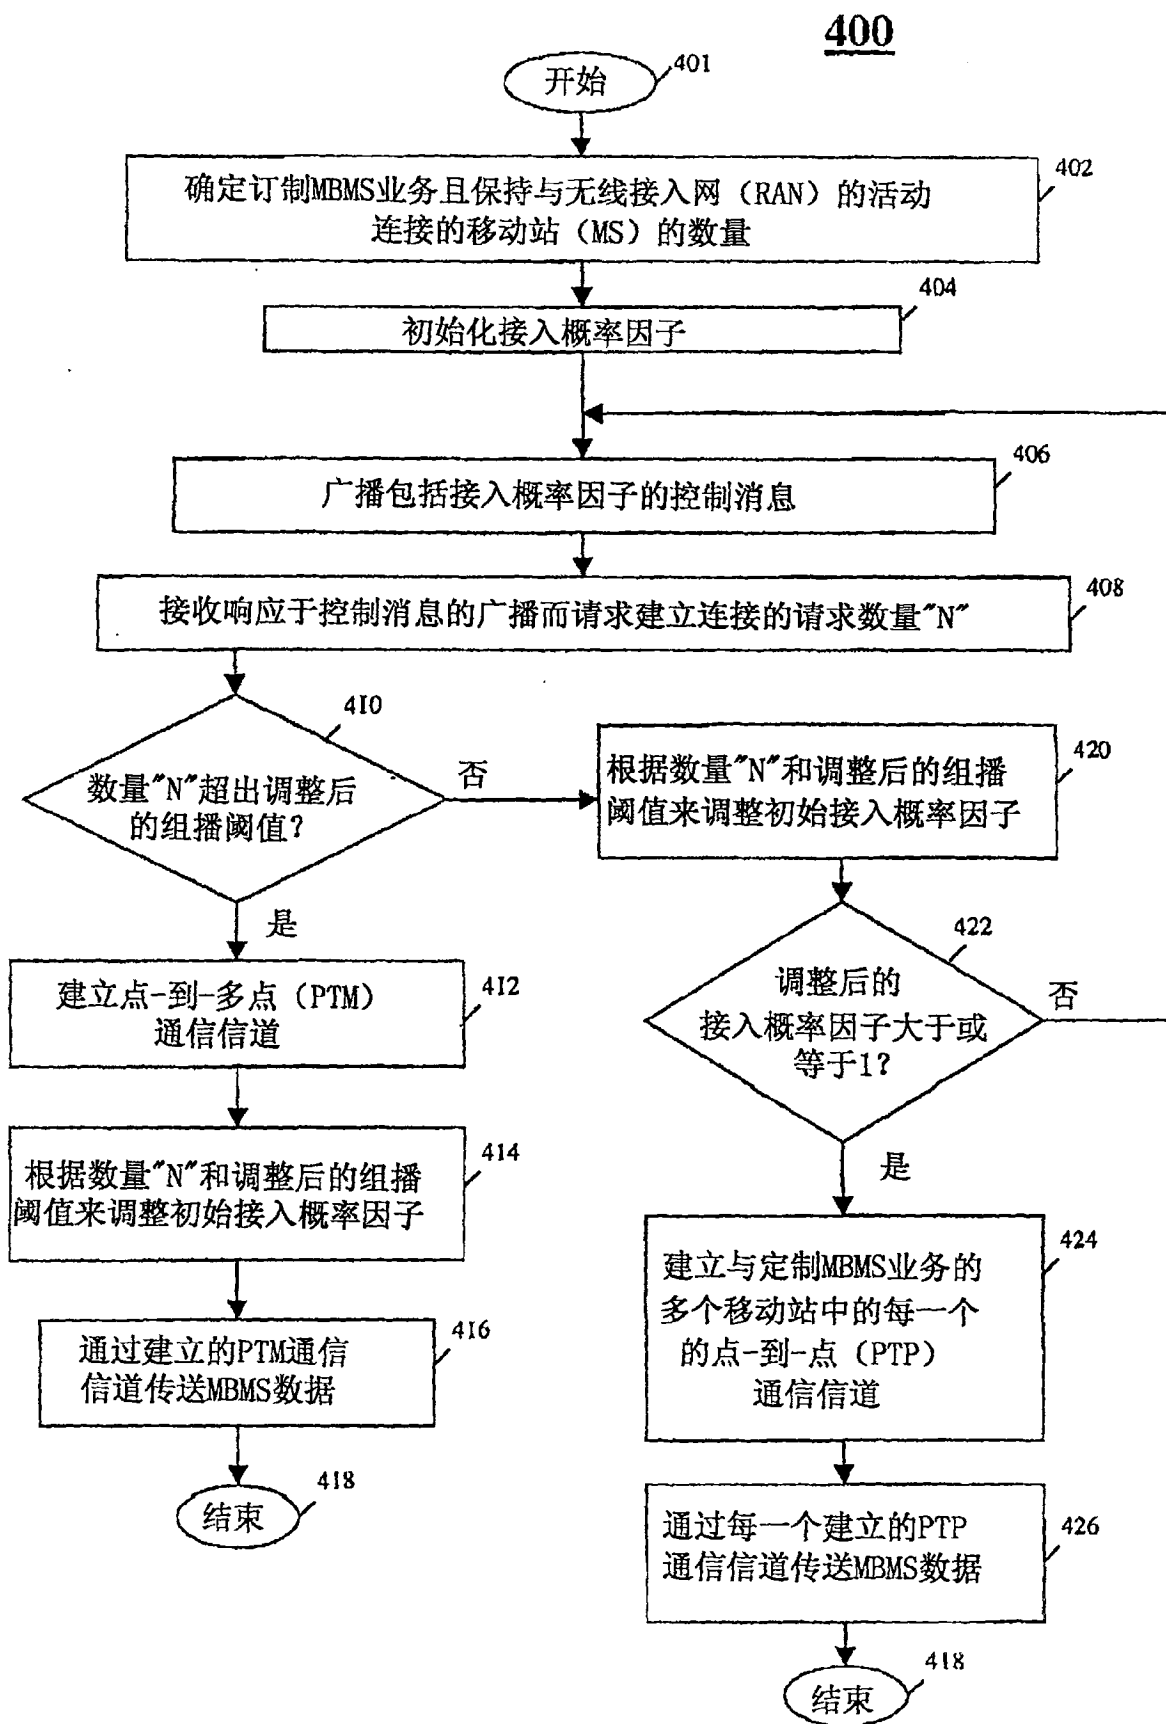 400
开始
401
确定订制MBMS业务且保持与无线接入网（RAN）的活动
连接的移动站（MS）的数量
402
初始化接入概率因子
404
广播包括接入概率因子的控制消息
406
接收响应于控制消息的广播而请求建立连接的请求数量"N"
408
数量"N"超出调整后
的组播阈值？
410
否
是
根据数量"N"和调整后的组播
阈值来调整初始接入概率因子
420
调整后的
接入概率因子大于或
等于1？
422
否
是
建立点-到-多点（PTM）
通信信道
412
根据数量"N"和调整后的组播
阈值来调整初始接入概率因子
414
通过建立的PTM通信
信道传送MBMS数据
416
结束
418
建立与定制MBMS业务的
多个移动站中的每一个
的点-到-点（PTP）
通信信道
424
通过每一个建立的PTP
通信信道传送MBMS数据
426
结束
418